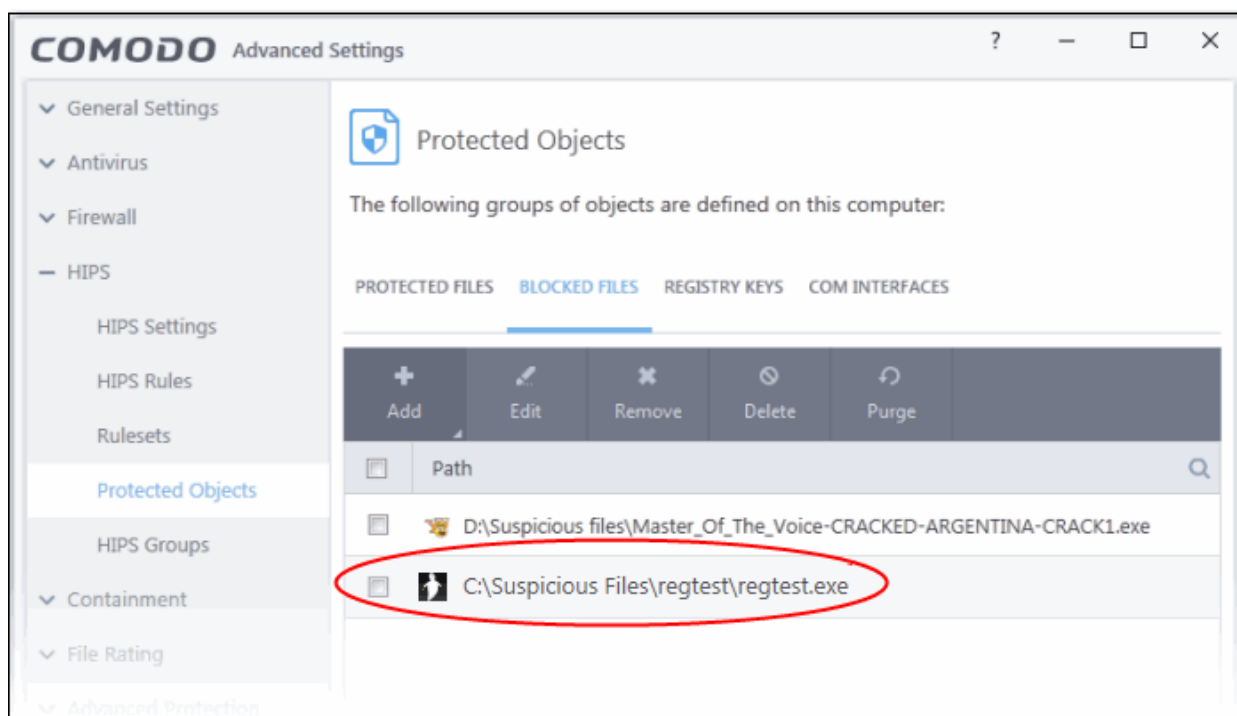 COMODO Advanced Settings ?
General Settings
Antivirus
Firewall
HIPS
HIPS Settings
HIPS Rules
Rulesets
Protected Objects
HIPS Groups
Containment
File Rating
Advanced Protection
Protected Objects
The following groups of objects are defined on this computer:
PROTECTED FILES BLOCKED FILES REGISTRY KEYS COM INTERFACES
Add Edit Remove Delete Purge
Path
D:\Suspicious files\Master_Of_The_Voice-CRACKED-ARGENTINA-CRACK1.exe
C:\Suspicious Files\regtest\regtest.exe